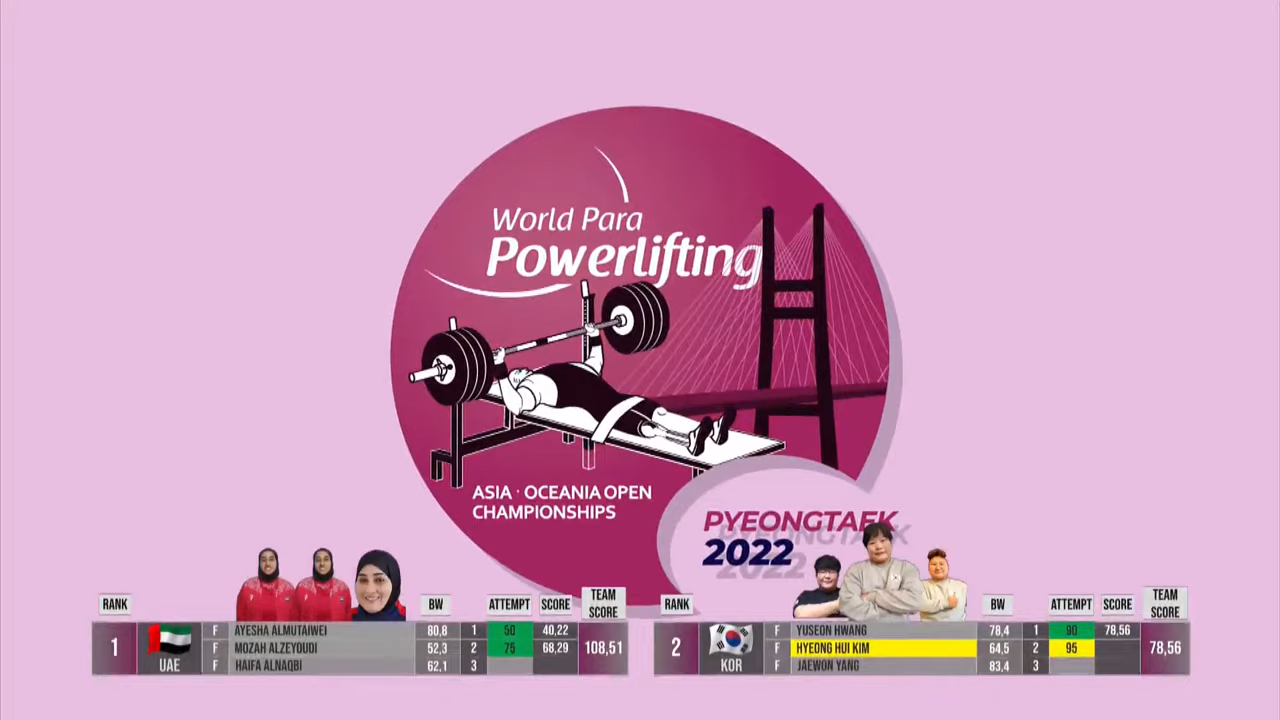 World Para
Powerlifting
ASIA · OCEANIA OPEN
CHAMPIONSHIPS
PYEONGTAEK
2022
RANK BW ATTEMPT SCORE TEAM SCORE
1 UAE 108,51
F AYESHA ALMUTAIWEI 80,8 1 50 40,22
F MOZAH ALZEYOUDI 52,3 2 75 68,29
F HAIFA ALNAQBI 62,1 3
RANK BW ATTEMPT SCORE TEAM SCORE
2 KOR 78,56
F YUSEON HWANG 78,4 1 90 78,56
F HYEONG HUI KIM 64,5 2 95
F JAEWON YANG 83,4 3